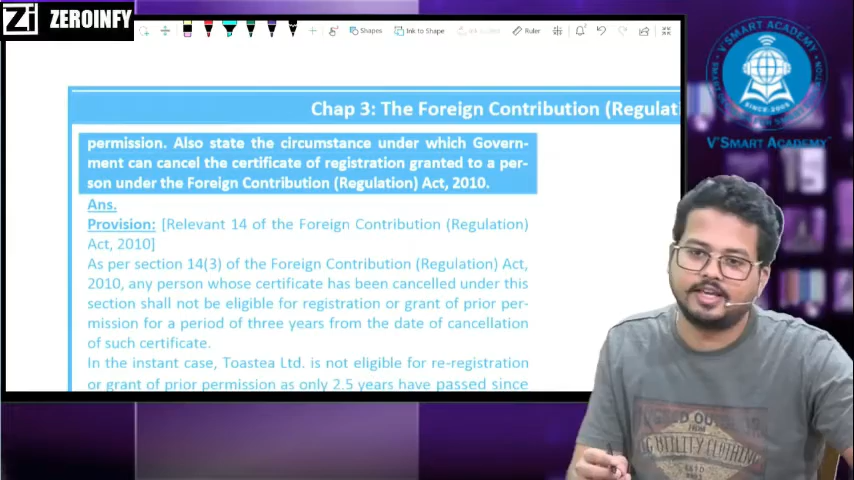 Zi ZEROINFY
Shapes Ink to Shape Ruler
V'SMART ACADEMY
SINCE-2005
V'SMART ACADEMY
Chap 3: The Foreign Contribution (Regulati
permission. Also state the circumstance under which Govern-
ment can cancel the certificate of registration granted to a per-
son under the Foreign Contribution (Regulation) Act, 2010.
Ans.
Provision: [Relevant 14 of the Foreign Contribution (Regulation)
Act, 2010]
As per section 14(3) of the Foreign Contribution (Regulation) Act,
2010, any person whose certificate has been cancelled under this
section shall not be eligible for registration or grant of prior per-
mission for a period of three years from the date of cancellation
of such certificate.
In the instant case, Toastea Ltd. is not eligible for re-registration
or grant of prior permission as only 2.5 years have passed since
UTILITY CLOTHING